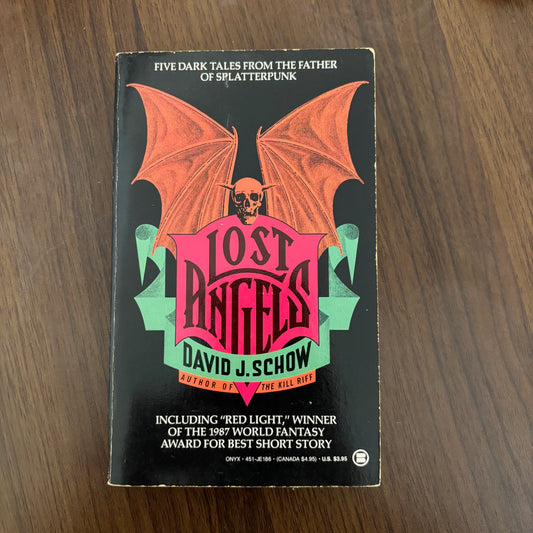 FIVE DARK TALES FROM THE FATHER
OF SPLATTERPUNK
LOST
ANGELS
DAVID J. SCHOW
AUTHOR OF THE KILL RIFF
INCLUDING “RED LIGHT,” WINNER
OF THE 1987 WORLD FANTASY
AWARD FOR BEST SHORT STORY
ONYX • 451-JE186 • (CANADA $4.95) • U.S. $3.95